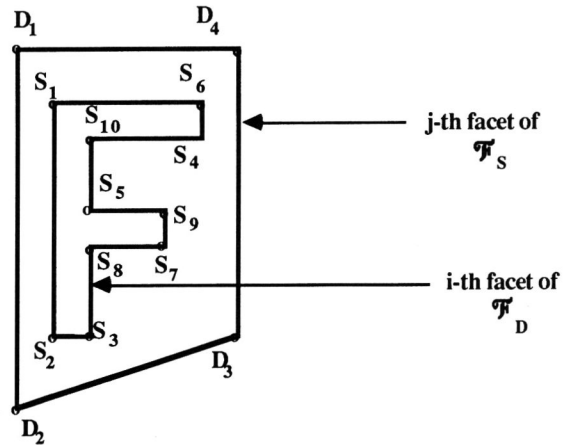 D1 D4
S1 S6
S10
j-th facet of
S4
ℱS
S5
S9
S8 S7
i-th facet of
ℱD
S2 S3
D3
D2